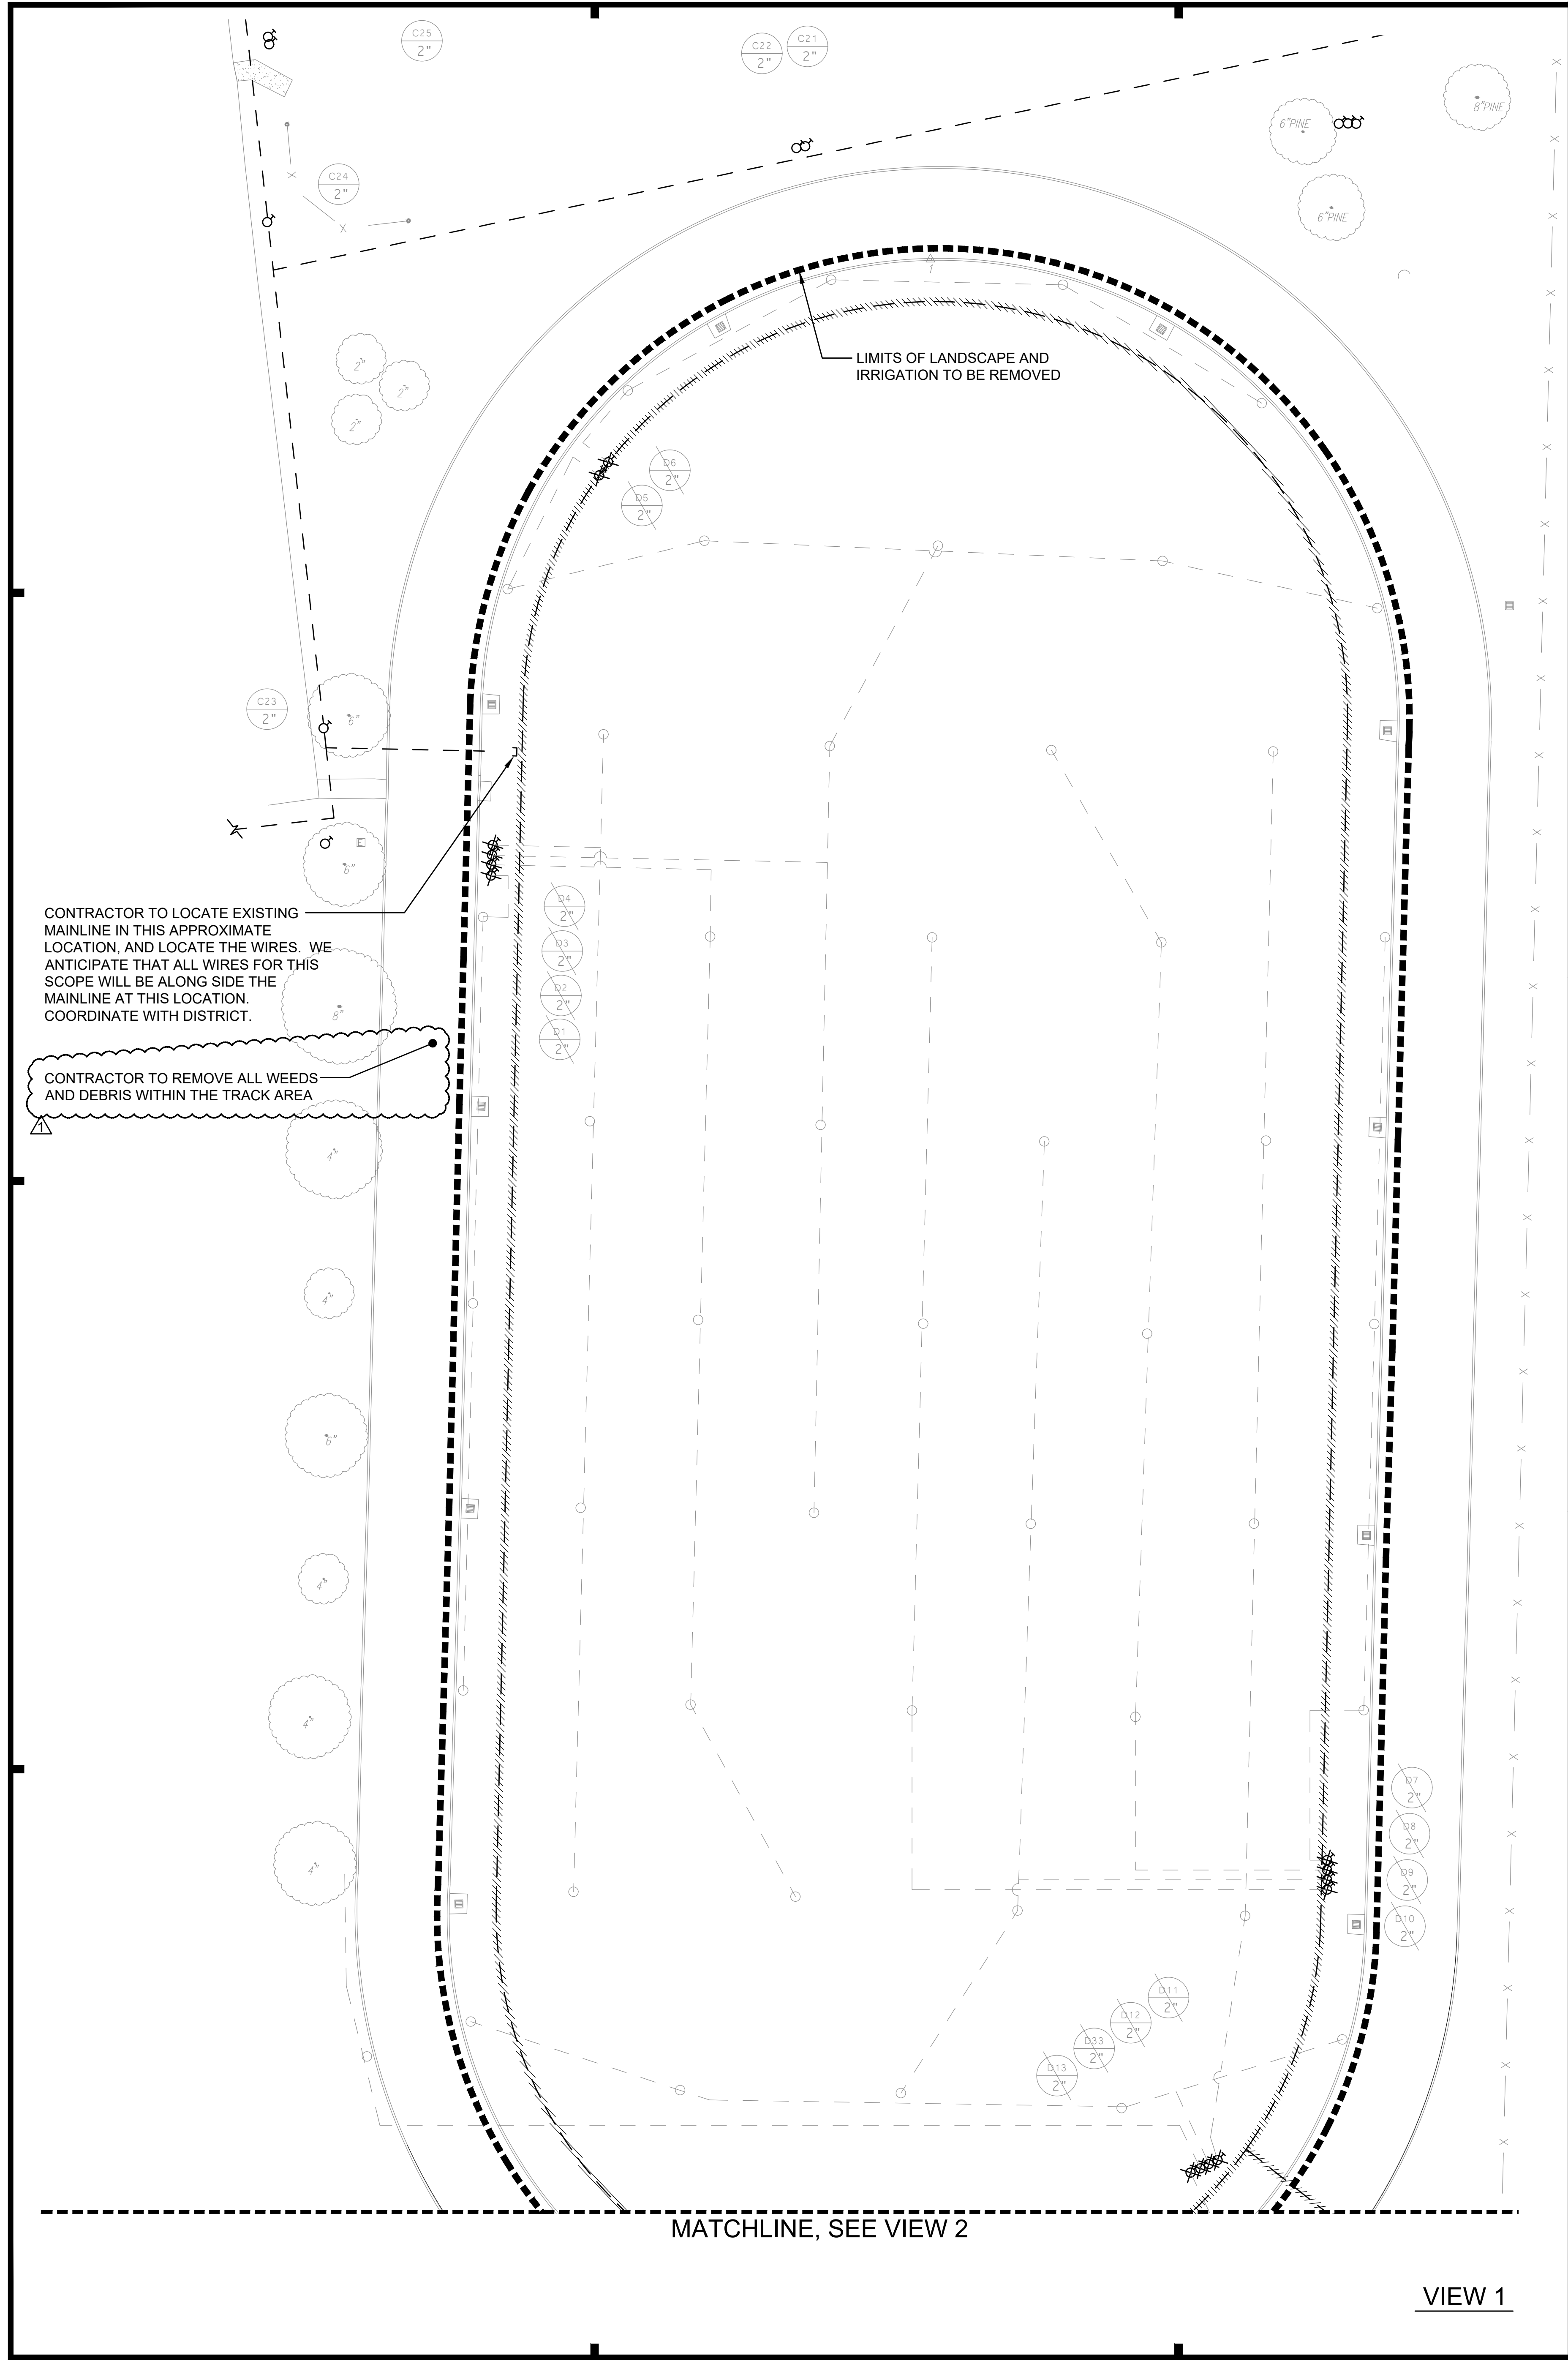 C25
2"
C22
2"
C21
2"
8"PINE
6"PINE
C24
2"
6"PINE
1
LIMITS OF LANDSCAPE AND
IRRIGATION TO BE REMOVED
2"
2"
2"
D6
2"
D5
2"
C23
2"
6"
E
6"
CONTRACTOR TO LOCATE EXISTING
MAINLINE IN THIS APPROXIMATE
LOCATION, AND LOCATE THE WIRES. WE
ANTICIPATE THAT ALL WIRES FOR THIS
SCOPE WILL BE ALONG SIDE THE
MAINLINE AT THIS LOCATION.
COORDINATE WITH DISTRICT.
8"
D4
2"
D3
2"
D2
2"
D1
2"
CONTRACTOR TO REMOVE ALL WEEDS
AND DEBRIS WITHIN THE TRACK AREA
1
4"
4"
6"
4"
4"
4"
D7
2"
D8
2"
D9
2"
D10
2"
D11
2"
D12
2"
D33
2"
D13
2"
MATCHLINE, SEE VIEW 2
VIEW 1